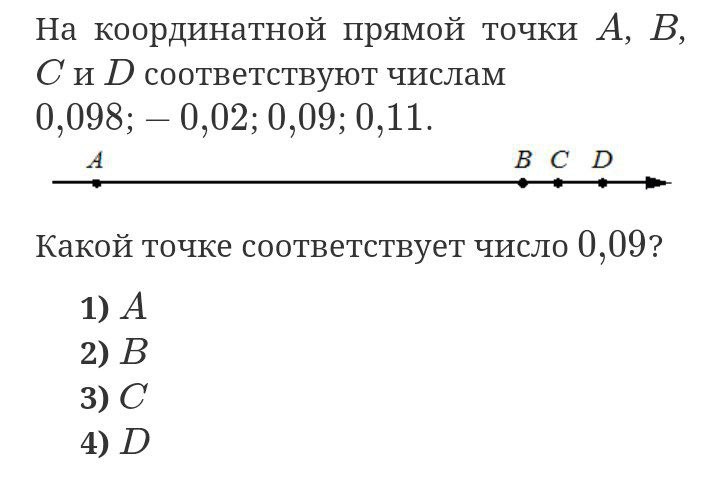 На координатной прямой точки A, B,
C и D соответствуют числам
0,098; − 0,02; 0,09; 0,11.
A B C D
Какой точке соответствует число 0,09?
1) A
2) B
3) C
4) D